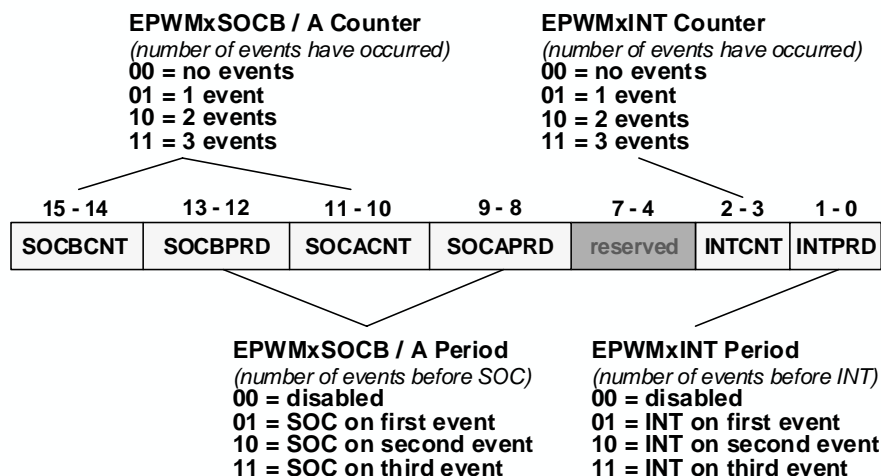 EPWMxSOCB / A Counter
(number of events have occurred)
00 = no events
01 = 1 event
10 = 2 events
11 = 3 events
EPWMxINT Counter
(number of events have occurred)
00 = no events
01 = 1 event
10 = 2 events
11 = 3 events
15 - 14 13 - 12 11 - 10 9 - 8 7 - 4 2 - 3 1 - 0
SOCBCNT SOCBPRD SOCACNT SOCAPRD reserved INTCNT INTPRD
EPWMxSOCB / A Period
(number of events before SOC)
00 = disabled
01 = SOC on first event
10 = SOC on second event
11 = SOC on third event
EPWMxINT Period
(number of events before INT)
00 = disabled
01 = INT on first event
10 = INT on second event
11 = INT on third event